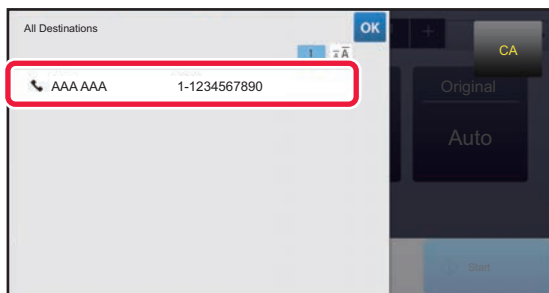 All Destinations
OK
CA
AAA AAA 1-1234567890
Original
Auto
Start